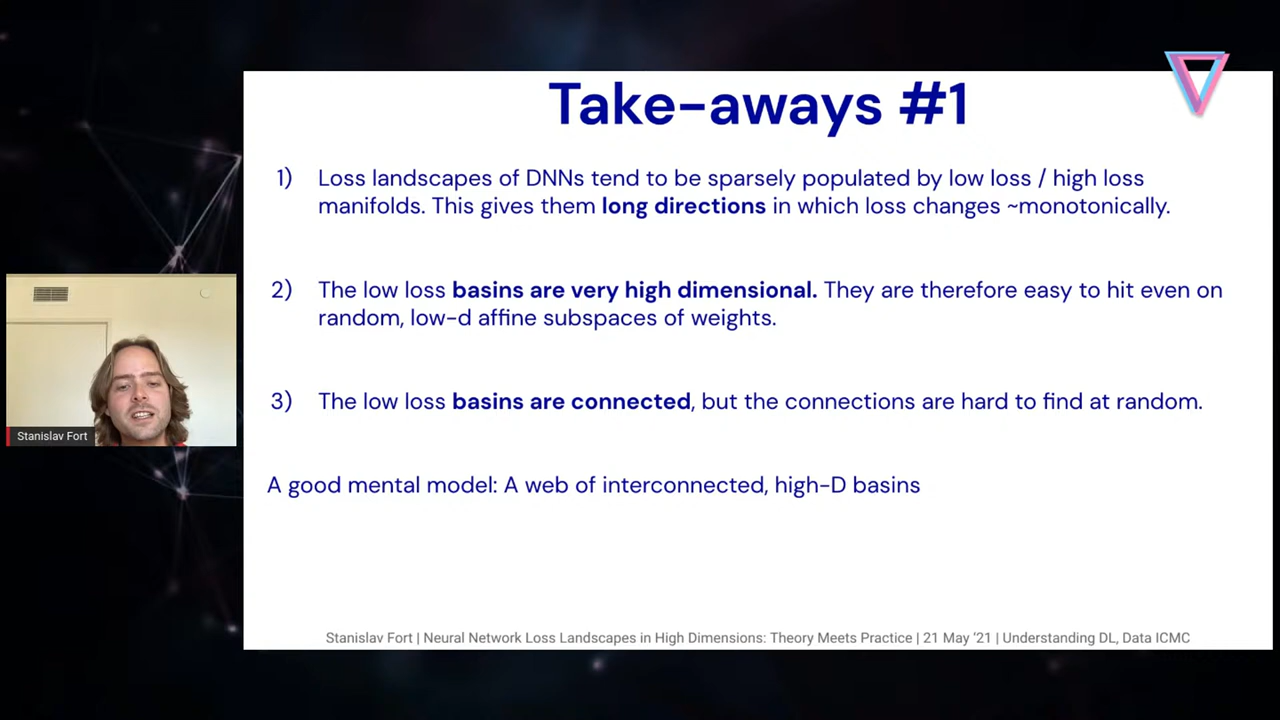 Take-aways #1
1) Loss landscapes of DNNs tend to be sparsely populated by low loss / high loss
manifolds. This gives them long directions in which loss changes ~monotonically.
2) The low loss basins are very high dimensional. They are therefore easy to hit even on
random, low-d affine subspaces of weights.
3) The low loss basins are connected, but the connections are hard to find at random.
A good mental model: A web of interconnected, high-D basins
Stanislav Fort
Stanislav Fort | Neural Network Loss Landscapes in High Dimensions: Theory Meets Practice | 21 May ‘21 | Understanding DL, Data ICMC